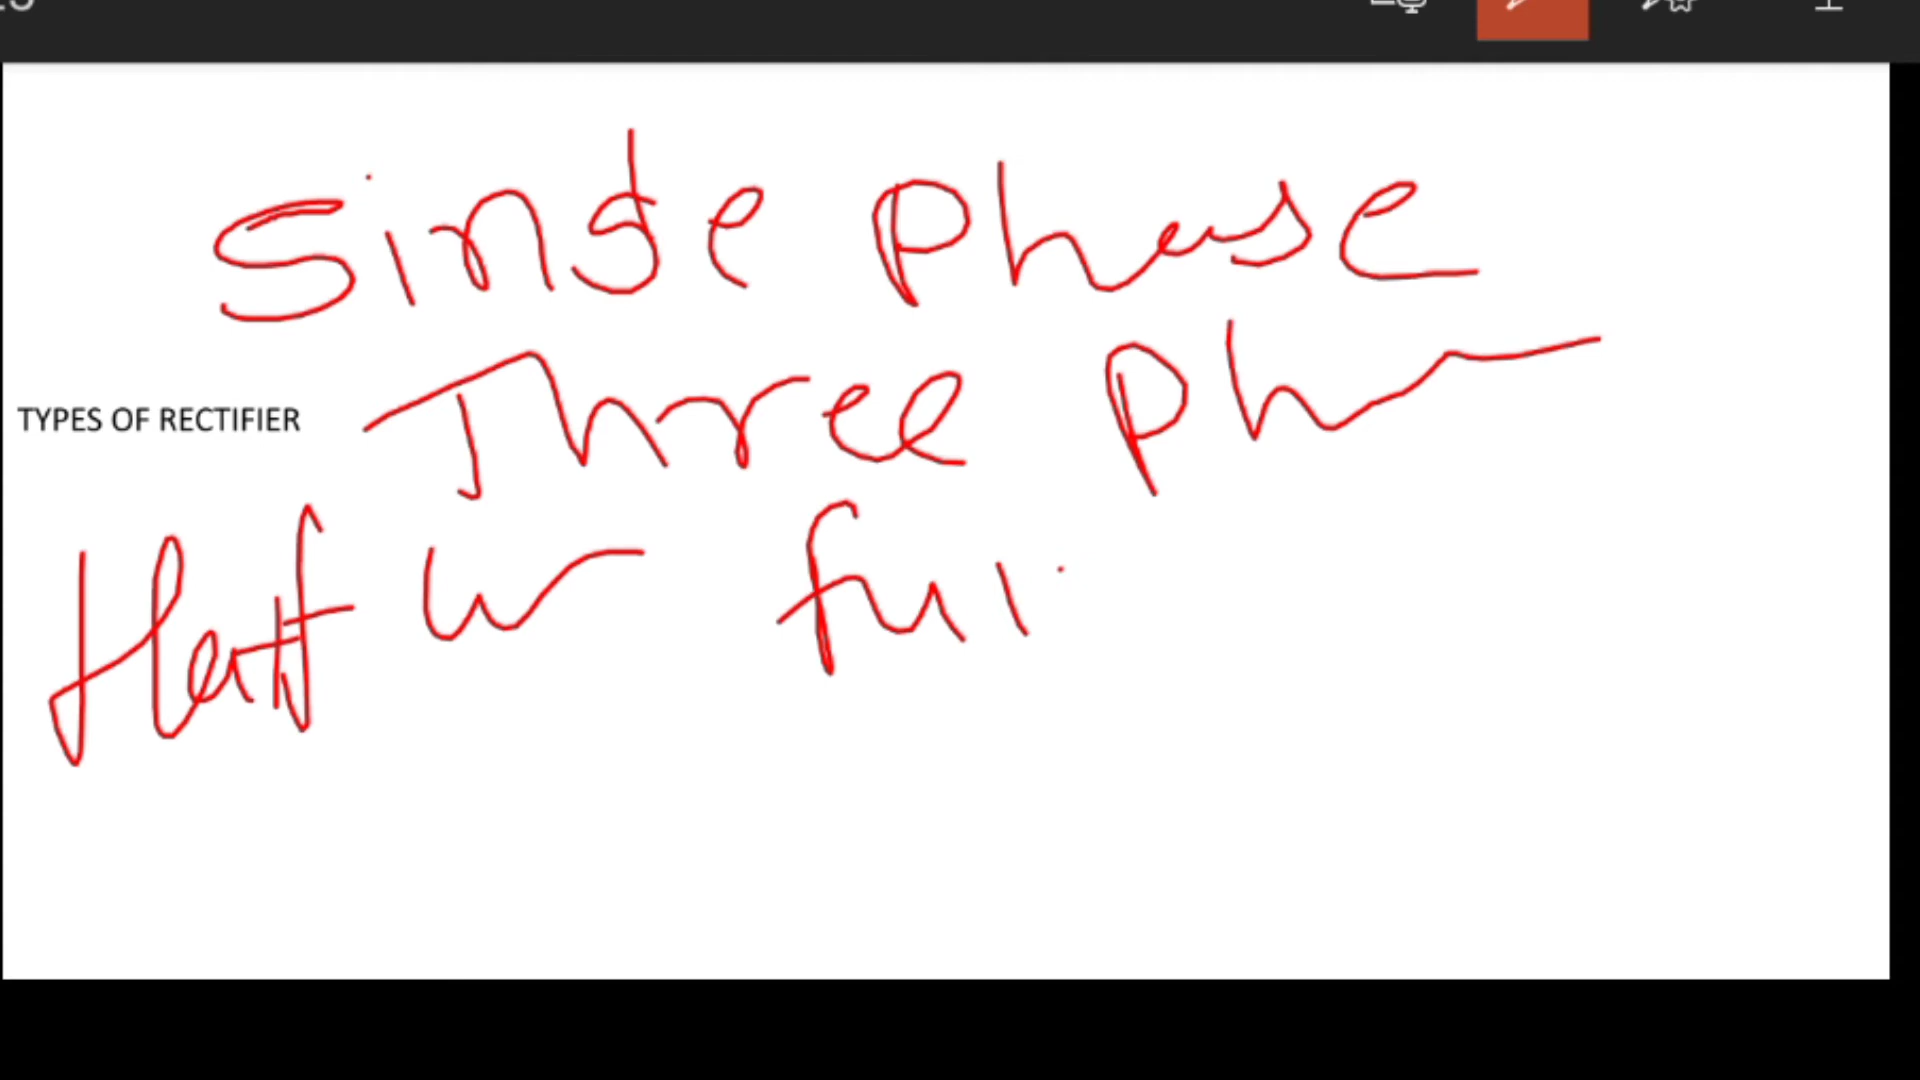 Single Phase
TYPES OF RECTIFIER
Three Ph
Half w ful